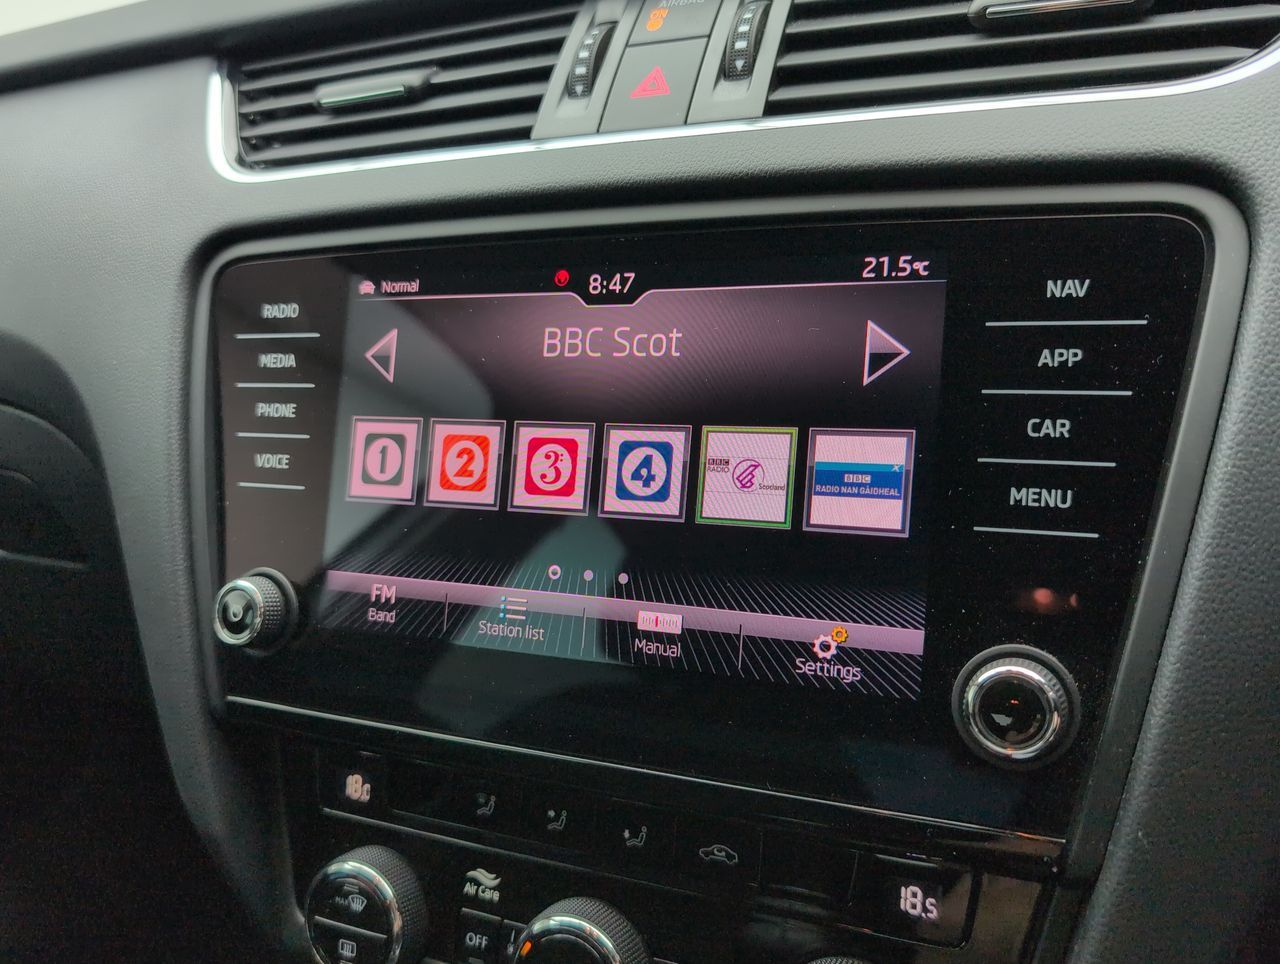 AIRBAG
ON
Normal
8:47
21.5°C
RADIO
MEDIA
PHONE
VOICE
BBC Scot
NAV
APP
CAR
MENU
1
2
3
4
BBC
RADIO
Scotland
BBC
RADIO NAN GÀIDHEAL
FM
Band
Station list
Manual
Settings
18.0
MAX
Air Care
OFF
18.5